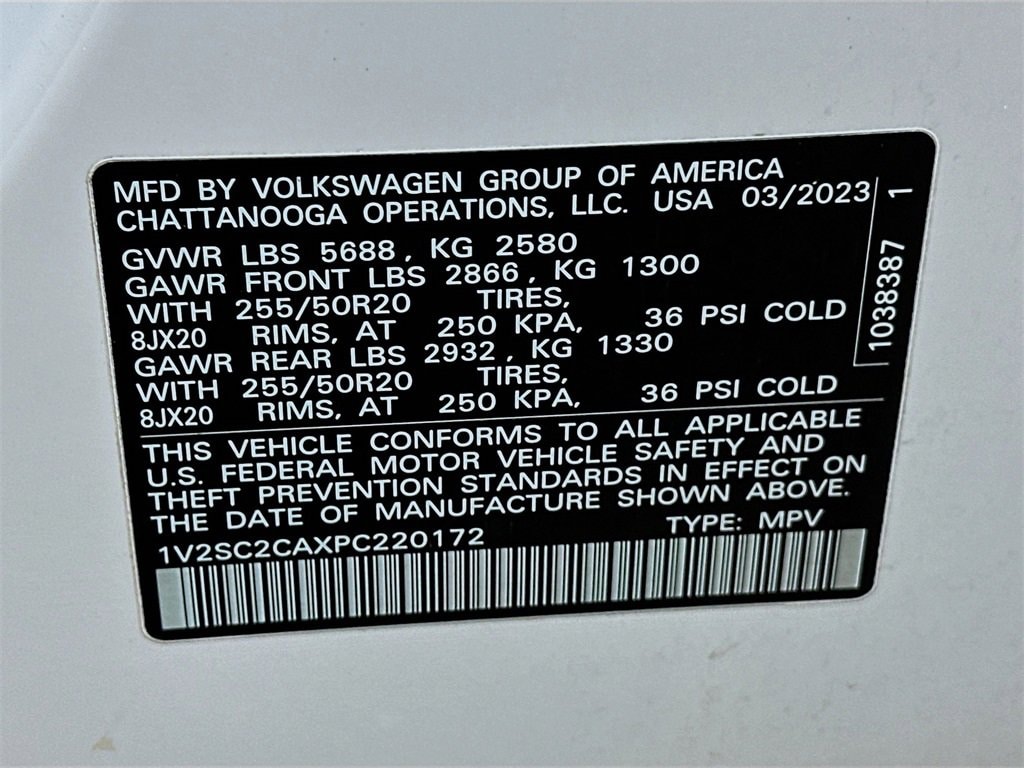 MFD BY VOLKSWAGEN GROUP OF AMERICA
CHATTANOOGA OPERATIONS, LLC. USA 03/2023
GVWR LBS 5688, KG 2580
GAWR FRONT LBS 2866, KG 1300
WITH 255/50R20 TIRES,
8JX20 RIMS, AT 250 KPA, 36 PSI COLD
GAWR REAR LBS 2932, KG 1330
WITH 255/50R20 TIRES,
8JX20 RIMS, AT 250 KPA, 36 PSI COLD
THIS VEHICLE CONFORMS TO ALL APPLICABLE
U.S. FEDERAL MOTOR VEHICLE SAFETY AND
THEFT PREVENTION STANDARDS IN EFFECT ON
THE DATE OF MANUFACTURE SHOWN ABOVE.
1V2SC2CAXPC220172 TYPE: MPV
1038387 1